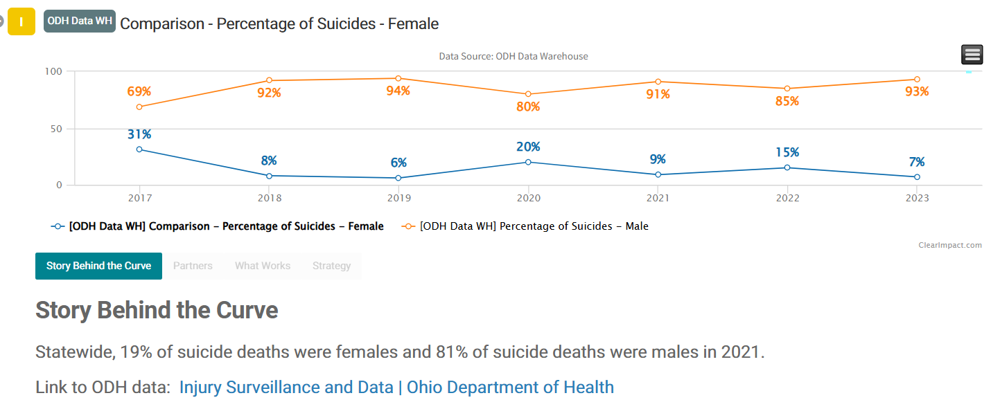 I
ODH Data WH Comparison - Percentage of Suicides - Female
Data Source: ODH Data Warehouse
100
69% 92% 94% 80% 91% 85% 93%
50
31% 8% 6% 20% 9% 15% 7%
0
2017 2018 2019 2020 2021 2022 2023
[ODH Data WH] Comparison – Percentage of Suicides – Female [ODH Data WH] Percentage of Suicides – Male
ClearImpact.com
Story Behind the Curve Partners What Works Strategy
Story Behind the Curve
Statewide, 19% of suicide deaths were females and 81% of suicide deaths were males in 2021.
Link to ODH data: Injury Surveillance and Data | Ohio Department of Health